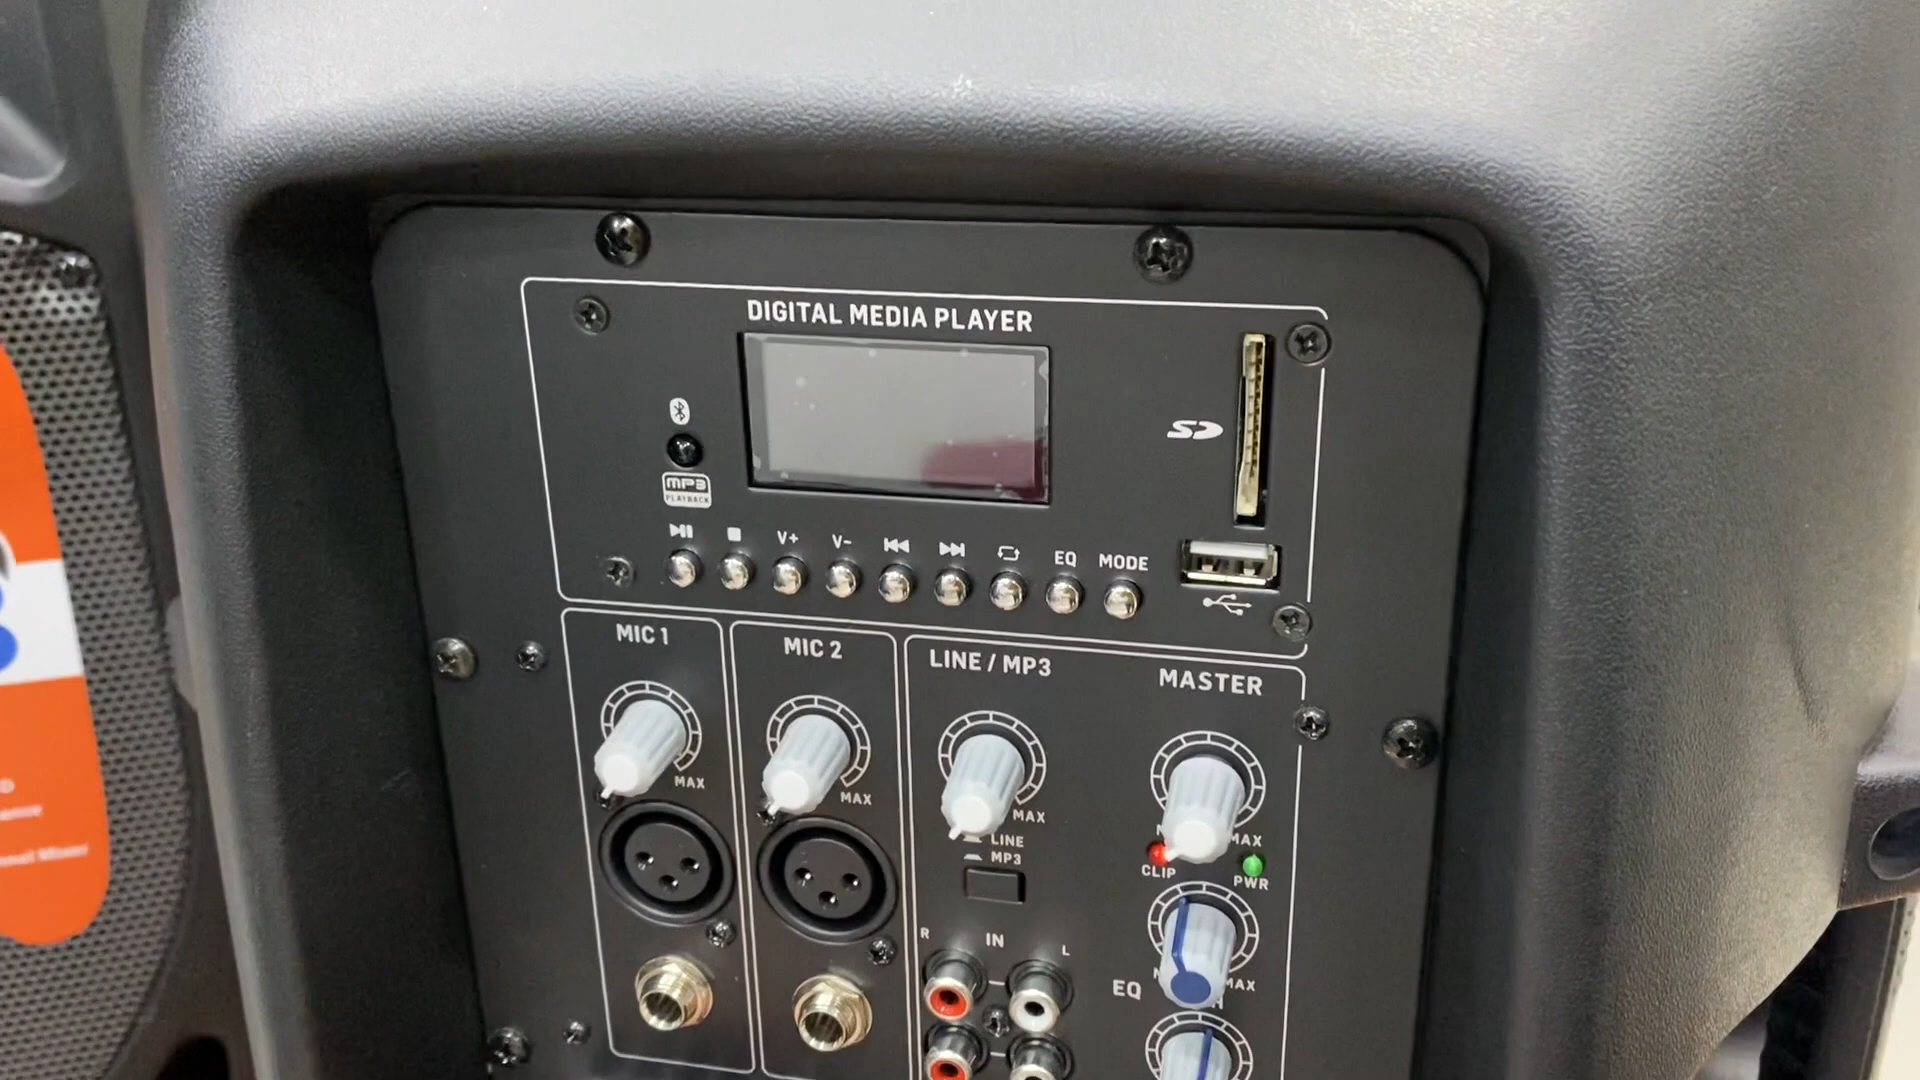 DIGITAL MEDIA PLAYER
SD
MP3
PLAYBACK
V+ V- EQ MODE
MIC 1 MIC 2 LINE / MP3 MASTER
MAX MAX MAX MAX
LINE
MP3
CLIP PWR
R IN L
EQ MAX